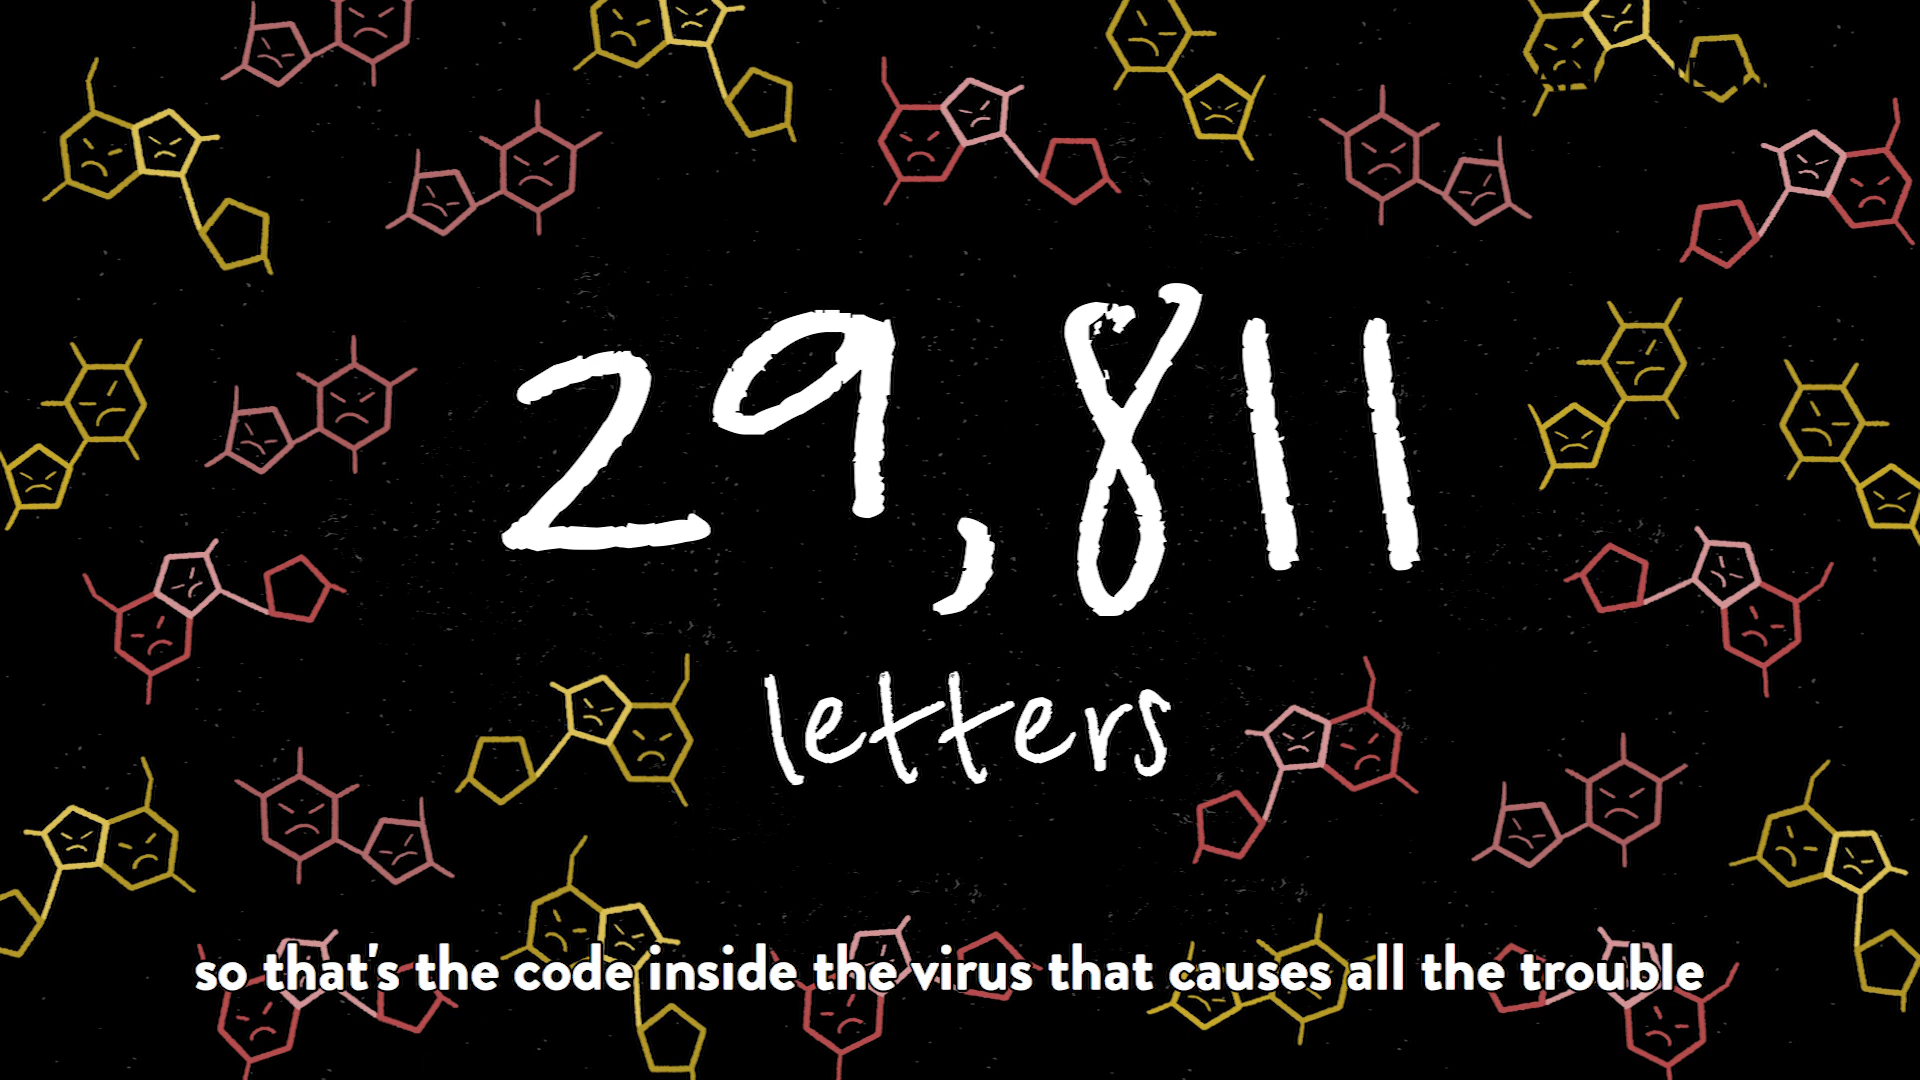 29,811
letters
so that's the code inside the virus that causes all the trouble